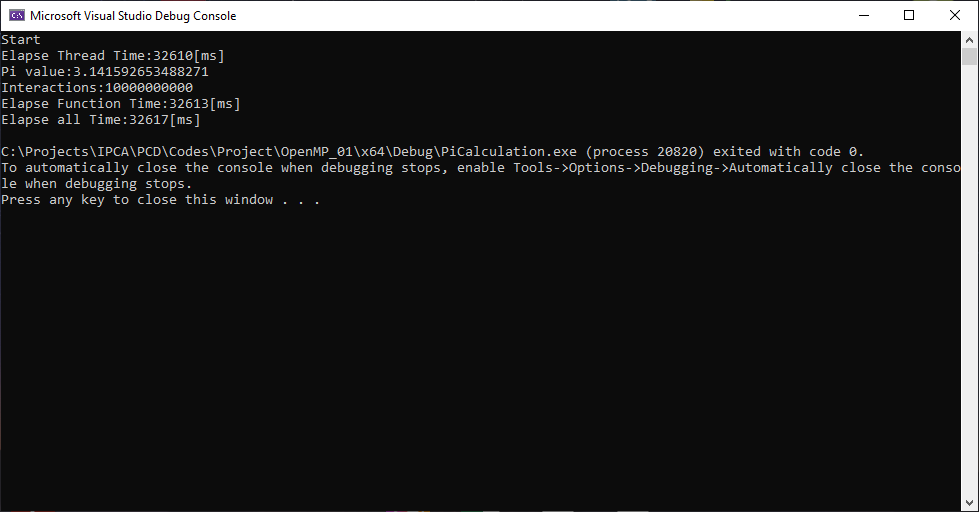 Microsoft Visual Studio Debug Console
Start
Elapse Thread Time:32610[ms]
Pi value:3.141592653488271
Interactions:10000000000
Elapse Function Time:32613[ms]
Elapse all Time:32617[ms]
C:\Projects\IPCA\PCD\Codes\Project\OpenMP_01\x64\Debug\PiCalculation.exe (process 20820) exited with code 0.
To automatically close the console when debugging stops, enable Tools->Options->Debugging->Automatically close the conso
le when debugging stops.
Press any key to close this window . . .